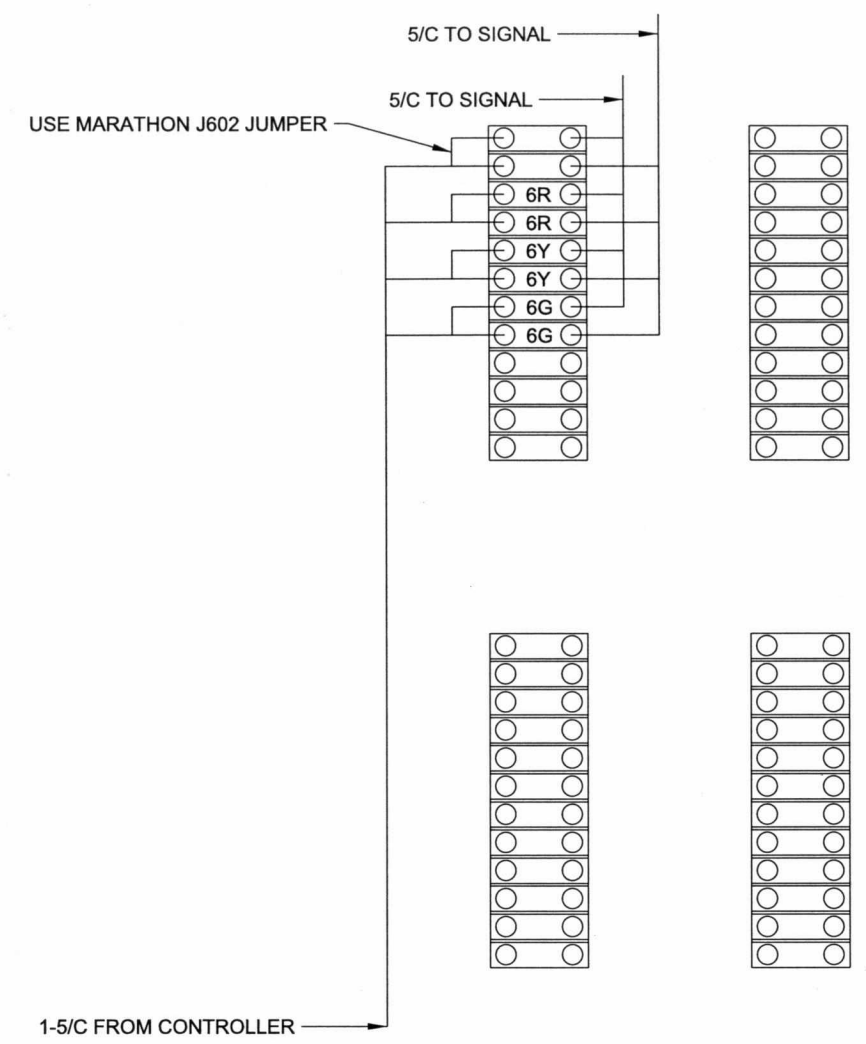 5/C TO SIGNAL
5/C TO SIGNAL
USE MARATHON J602 JUMPER
6R
6R
6Y
6Y
6G
6G
1-5/C FROM CONTROLLER